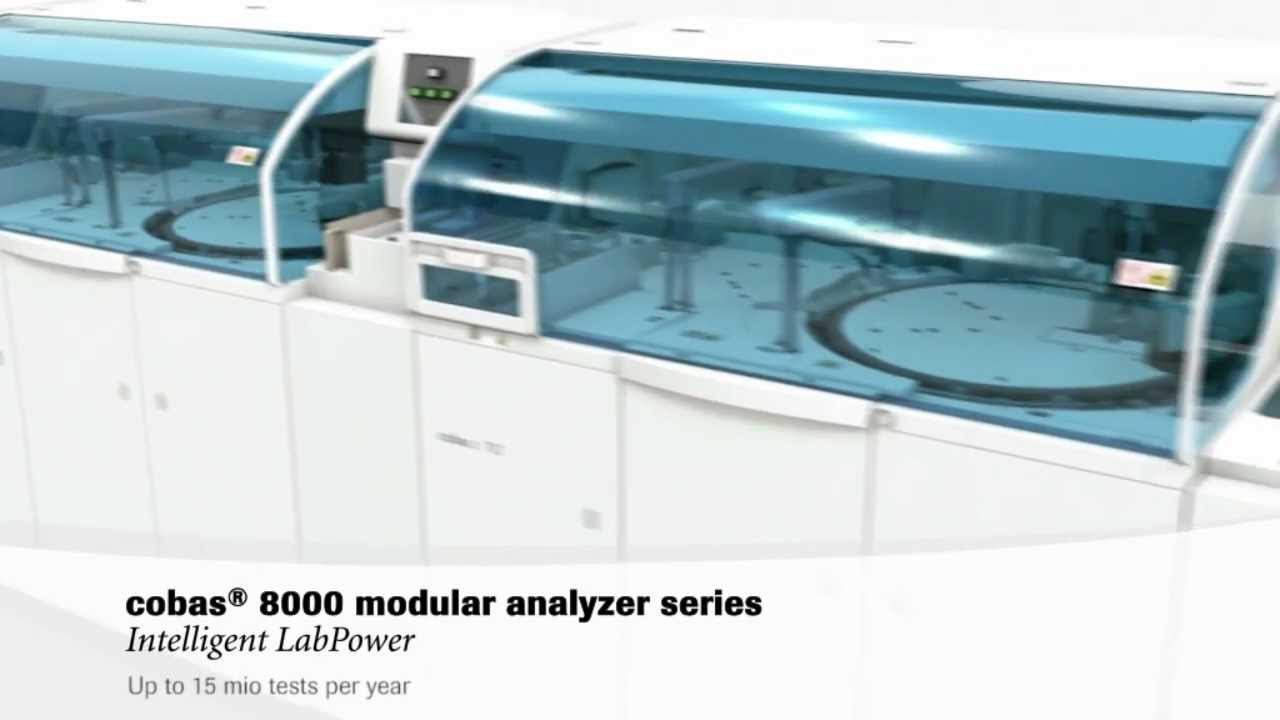 cobas® 8000 modular analyzer series
Intelligent LabPower
Up to 15 mio tests per year